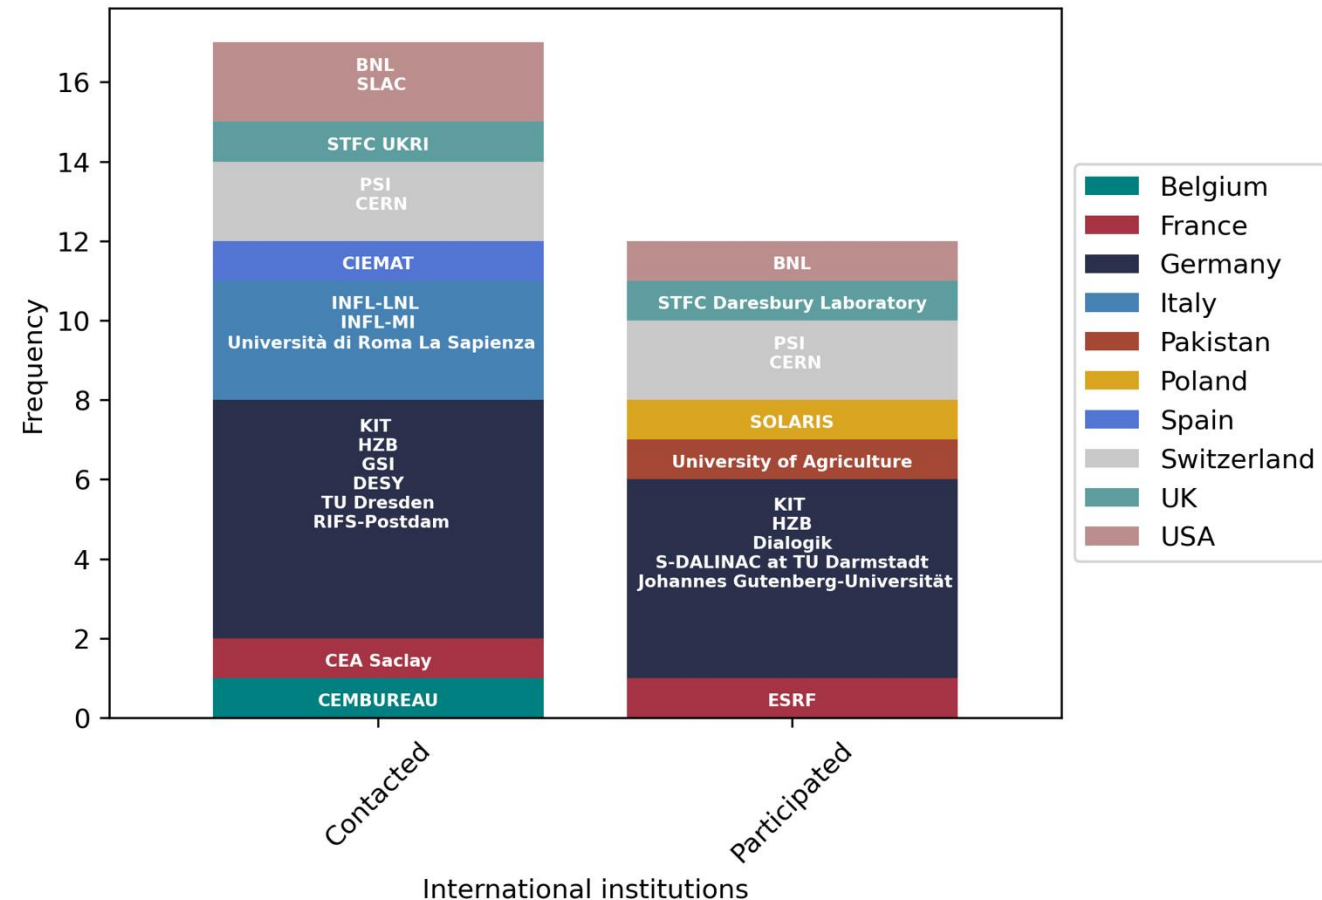 16
14
12
10
8
6
4
2
0
Frequency
BNL
SLAC
STFC UKRI
PSI
CERN
CIEMAT
INFL-LNL
INFL-MI
Università di Roma La Sapienza
KIT
HZB
GSI
DESY
TU Dresden
RIFS-Postdam
CEA Saclay
CEMBUREAU
BNL
STFC Daresbury Laboratory
PSI
CERN
SOLARIS
University of Agriculture
KIT
HZB
Dialogik
S-DALINAC at TU Darmstadt
Johannes Gutenberg-Universität
ESRF
Contacted
Participated
International institutions
Belgium
France
Germany
Italy
Pakistan
Poland
Spain
Switzerland
UK
USA